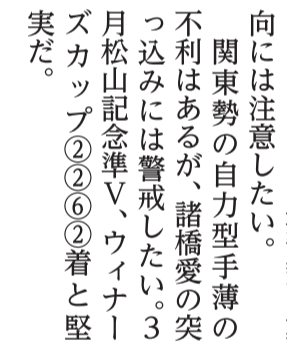 向には注意したい。
関東勢の自力型手薄の
不利はあるが、諸橋愛の突
っ込みには警戒したい。3
月松山記念準V、ウィナー
ズカップ②②⑥②着と堅
実だ。